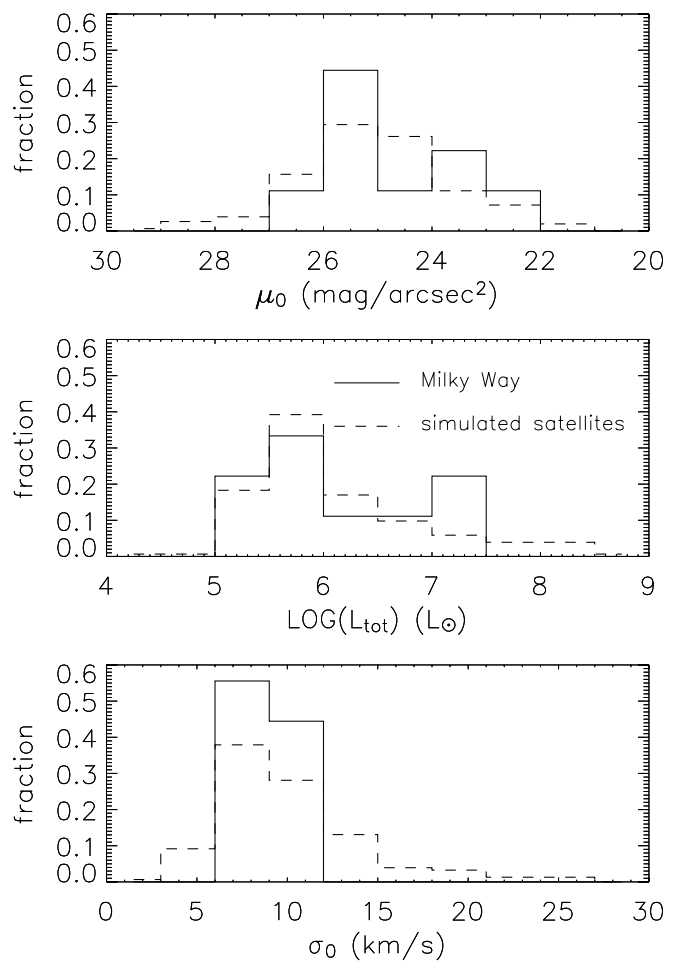 fraction
0.6
0.5
0.4
0.3
0.2
0.1
0.0
30 28 26 24 22 20
μ₀ (mag/arcsec²)
fraction
0.6
0.5
0.4
0.3
0.2
0.1
0.0
Milky Way
simulated satellites
4 5 6 7 8 9
LOG(Lₜₒₜ) (L☉)
fraction
0.6
0.5
0.4
0.3
0.2
0.1
0.0
0 5 10 15 20 25 30
σ₀ (km/s)